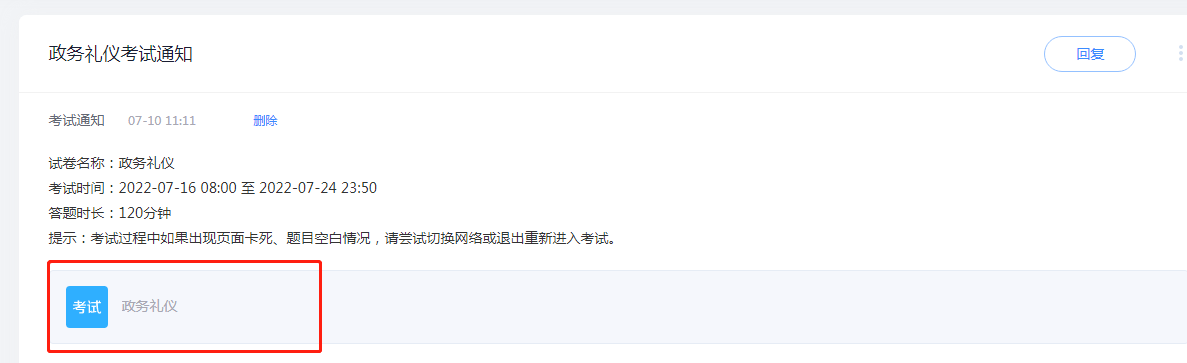 政务礼仪考试通知
回复
考试通知 07-10 11:11 删除
试卷名称：政务礼仪
考试时间：2022-07-16 08:00 至 2022-07-24 23:50
答题时长：120分钟
提示：考试过程中如果出现页面卡死、题目空白情况，请尝试切换网络或退出重新进入考试。
考试 政务礼仪